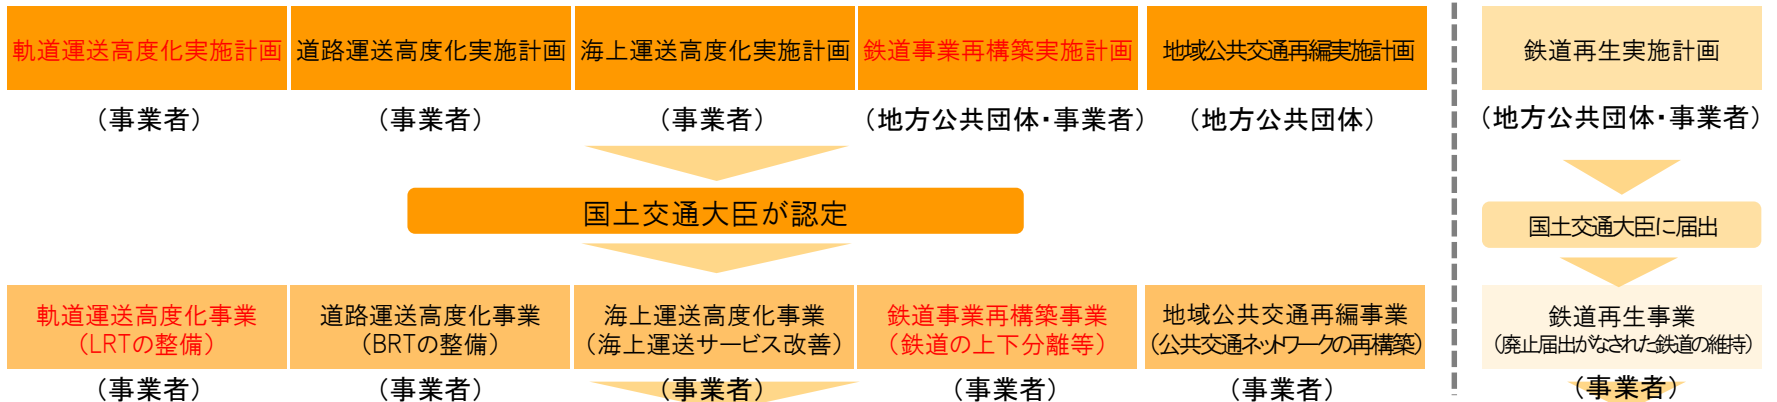 軌道運送高度化実施計画
道路運送高度化実施計画
海上運送高度化実施計画
鉄道事業再構築実施計画
地域公共交通再編実施計画
鉄道再生実施計画
（事業者）
（事業者）
（事業者）
（地方公共団体・事業者）
（地方公共団体）
（地方公共団体・事業者）
国土交通大臣が認定
国土交通大臣に届出
軌道運送高度化事業
（LRTの整備）
道路運送高度化事業
（BRTの整備）
海上運送高度化事業
（海上運送サービス改善）
鉄道事業再構築事業
（鉄道の上下分離等）
地域公共交通再編事業
（公共交通ネットワークの再構築）
鉄道再生事業
（廃止届出がなされた鉄道の維持）
（事業者）
（事業者）
（事業者）
（事業者）
（事業者）
（事業者）